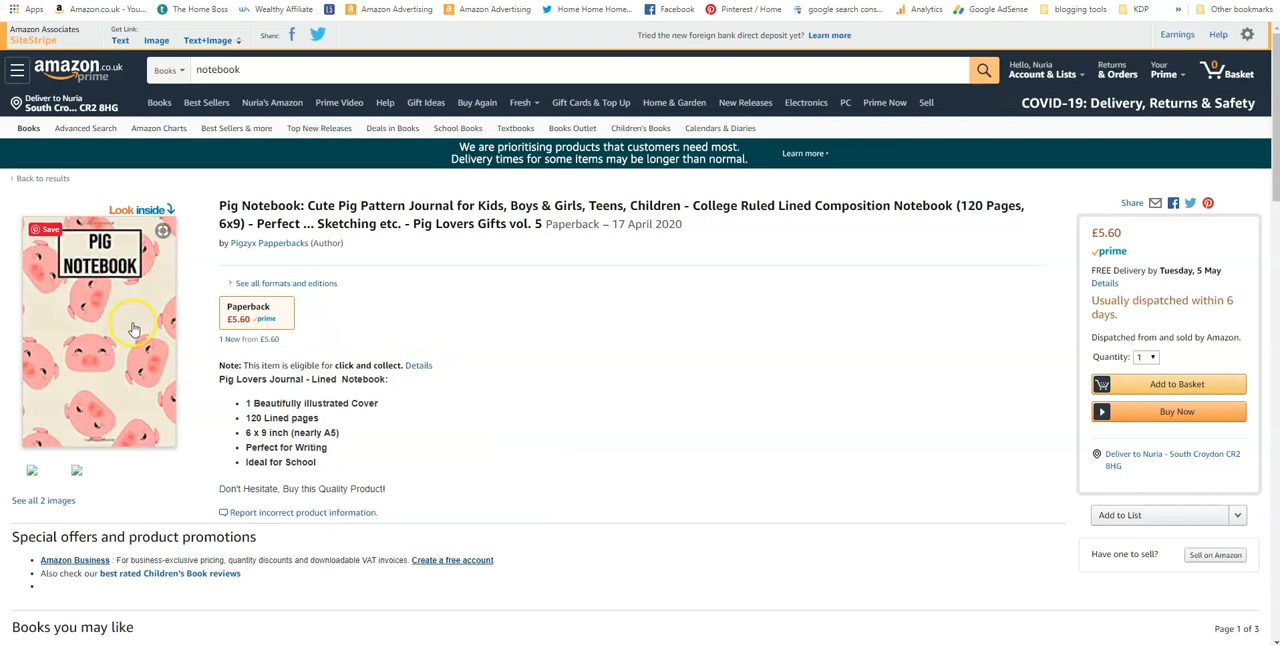 Apps
Amazon.co.uk - You...
The Home Boss
Wealthy Affiliate
Amazon Advertising
Amazon Advertising
Home Home Home...
Facebook
Pinterest / Home
google search cons...
Analytics
Google AdSense
blogging tools
KDP
»
Other bookmarks
Amazon Associates
SiteStripe
Get Link:
Text
Image
Text+Image
Share:
Tried the new foreign bank direct deposit yet? Learn more
Earnings
Help
amazon.co.uk
prime
Books
notebook
Hello, Nuria
Account & Lists
Returns
& Orders
Your
Prime
0
Basket
Deliver to Nuria
South Cro... CR2 8HG
Books
Best Sellers
Nuria's Amazon
Prime Video
Help
Gift Ideas
Buy Again
Fresh
Gift Cards & Top Up
Home & Garden
New Releases
Electronics
PC
Prime Now
Sell
COVID-19: Delivery, Returns & Safety
Books
Advanced Search
Amazon Charts
Best Sellers & more
Top New Releases
Deals in Books
School Books
Textbooks
Books Outlet
Children's Books
Calendars & Diaries
We are prioritising products that customers need most.
Delivery times for some items may be longer than normal.
Learn more
‹ Back to results
Look inside
Save
PIG
NOTEBOOK
See all 2 images
Pig Notebook: Cute Pig Pattern Journal for Kids, Boys & Girls, Teens, Children - College Ruled Lined Composition Notebook (120 Pages,
6x9) - Perfect ... Sketching etc. - Pig Lovers Gifts vol. 5 Paperback – 17 April 2020
by Pigzyx Papperbacks (Author)
› See all formats and editions
Paperback
£5.60 prime
1 New from £5.60
Note: This item is eligible for click and collect. Details
Pig Lovers Journal - Lined Notebook:
• 1 Beautifully illustrated Cover
• 120 Lined pages
• 6 x 9 inch (nearly A5)
• Perfect for Writing
• Ideal for School
Don't Hesitate, Buy this Quality Product!
Report incorrect product information.
Share
£5.60
prime
FREE Delivery by Tuesday, 5 May
Details
Usually dispatched within 6
days.
Dispatched from and sold by Amazon.
Quantity: 1
Add to Basket
Buy Now
Deliver to Nuria - South Croydon CR2
8HG
Add to List
Have one to sell?
Sell on Amazon
Special offers and product promotions
• Amazon Business : For business-exclusive pricing, quantity discounts and downloadable VAT invoices. Create a free account
• Also check our best rated Children's Book reviews
•
Books you may like
Page 1 of 3